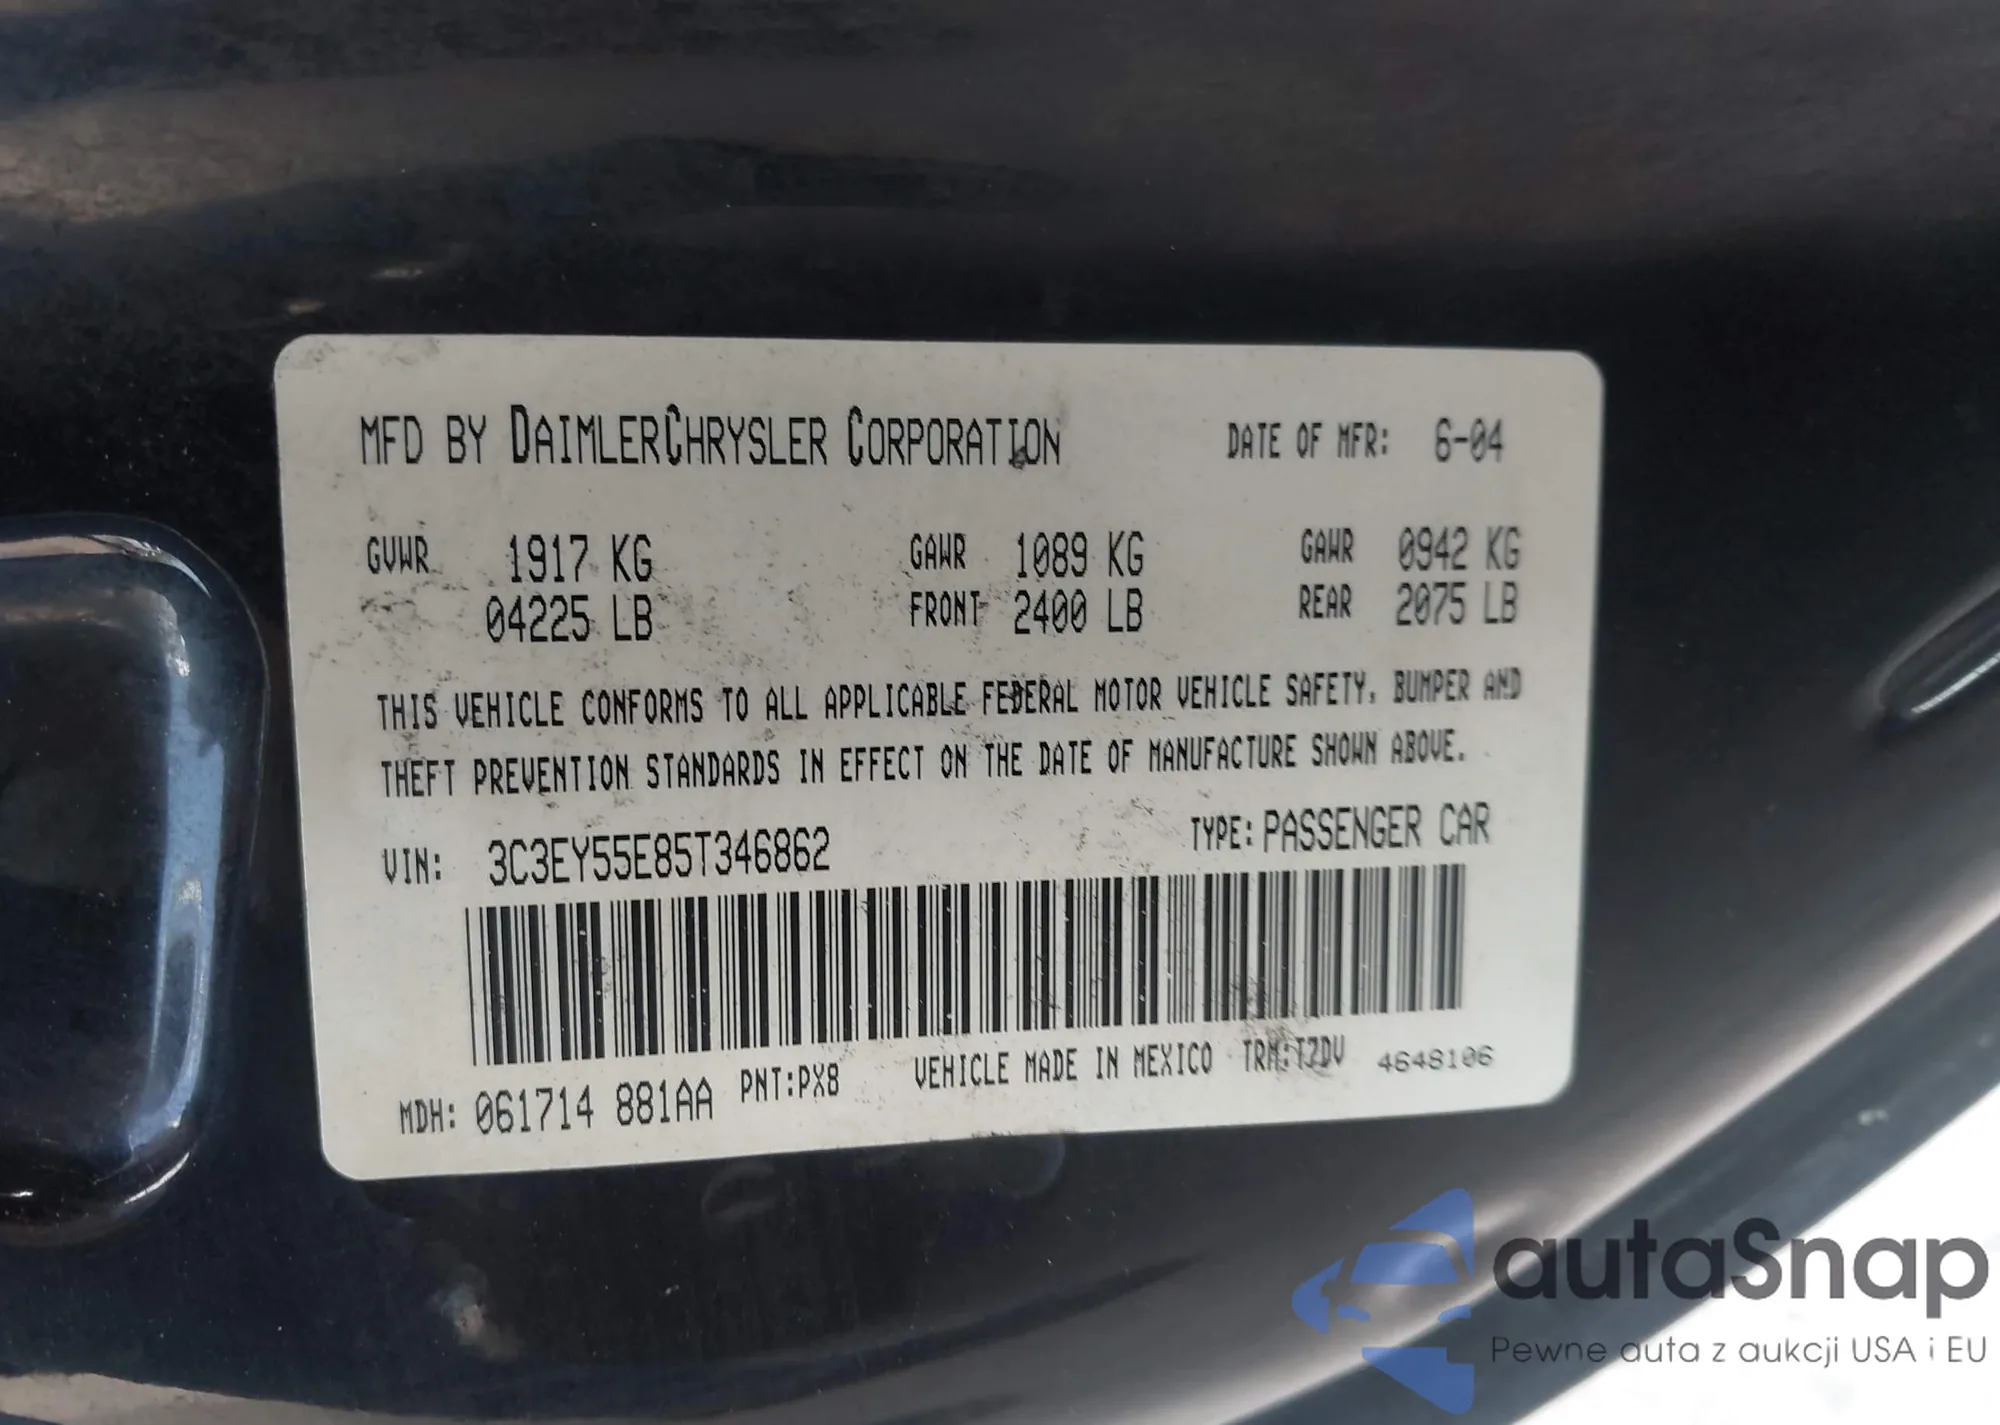 MFD BY DAIMLERCHRYSLER CORPORATION DATE OF MFR: 6-04
GVWR 1917 KG GAWR 1089 KG GAWR 0942 KG
04225 LB FRONT 2400 LB REAR 2075 LB
THIS VEHICLE CONFORMS TO ALL APPLICABLE FEDERAL MOTOR VEHICLE SAFETY, BUMPER AND
THEFT PREVENTION STANDARDS IN EFFECT ON THE DATE OF MANUFACTURE SHOWN ABOVE.
VIN: 3C3EY55E85T346862 TYPE: PASSENGER CAR
MDH: 061714 881AA PNT:PX8 VEHICLE MADE IN MEXICO TRM:TZDV 4648106
autaSnap
Pewne auta z aukcji USA i EU